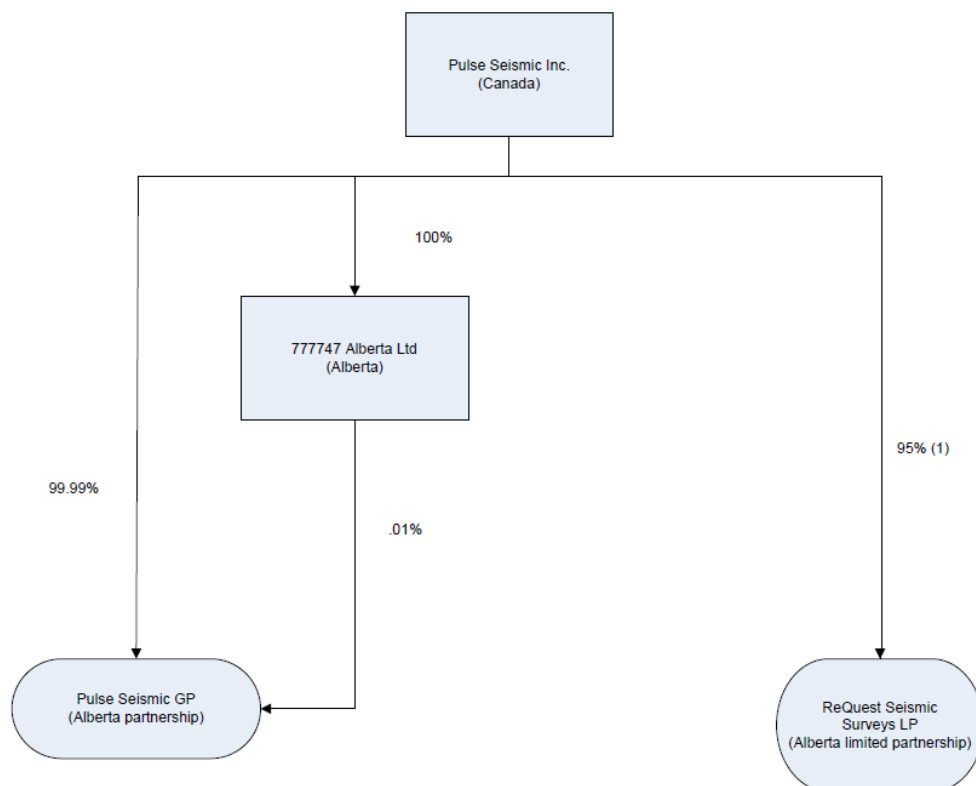 Pulse Seismic Inc.
(Canada)
100%
777747 Alberta Ltd
(Alberta)
95% (1)
99.99%
.01%
Pulse Seismic GP
(Alberta partnership)
ReQuest Seismic
Surveys LP
(Alberta limited partnership)